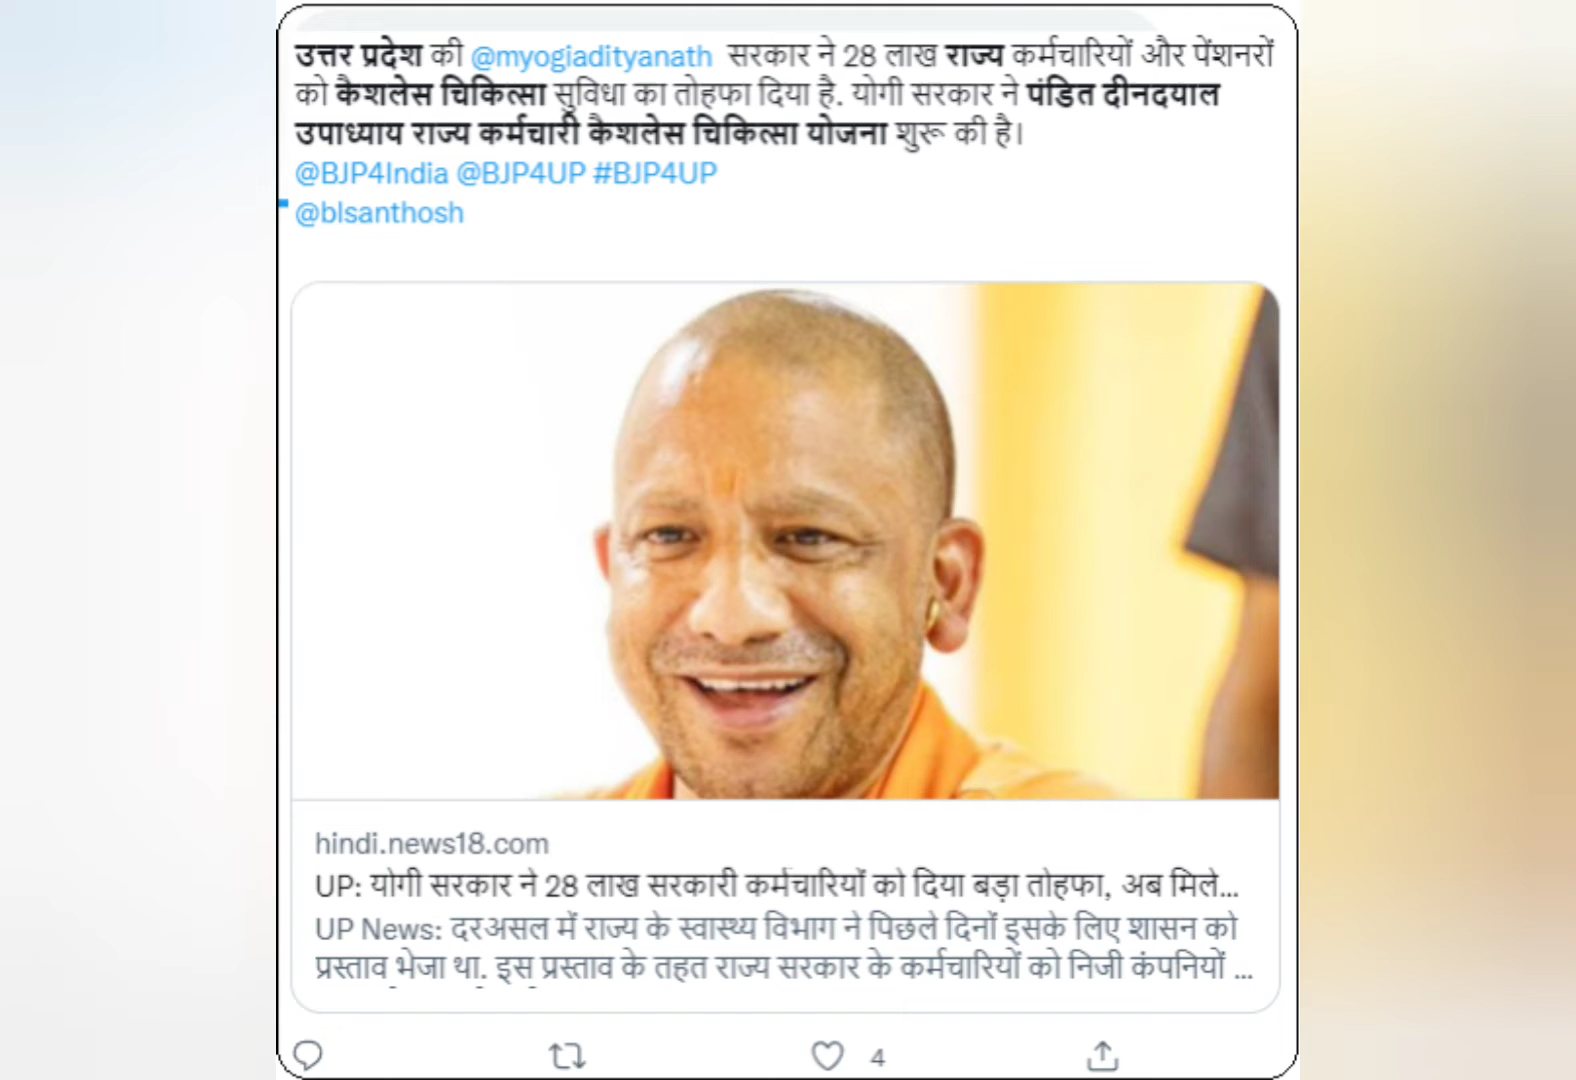 उत्तर प्रदेश की @myogiadityanath सरकार ने 28 लाख राज्य कर्मचारियों और पेंशनरों
को कैशलेस चिकित्सा सुविधा का तोहफा दिया है. योगी सरकार ने पंडित दीनदयाल
उपाध्याय राज्य कर्मचारी कैशलेस चिकित्सा योजना शुरू की है।
@BJP4India @BJP4UP #BJP4UP
@blsanthosh
hindi.news18.com
UP: योगी सरकार ने 28 लाख सरकारी कर्मचारियों को दिया बड़ा तोहफा, अब मिले...
UP News: दरअसल में राज्य के स्वास्थ्य विभाग ने पिछले दिनों इसके लिए शासन को
प्रस्ताव भेजा था. इस प्रस्ताव के तहत राज्य सरकार के कर्मचारियों को निजी कंपनियों ...
4